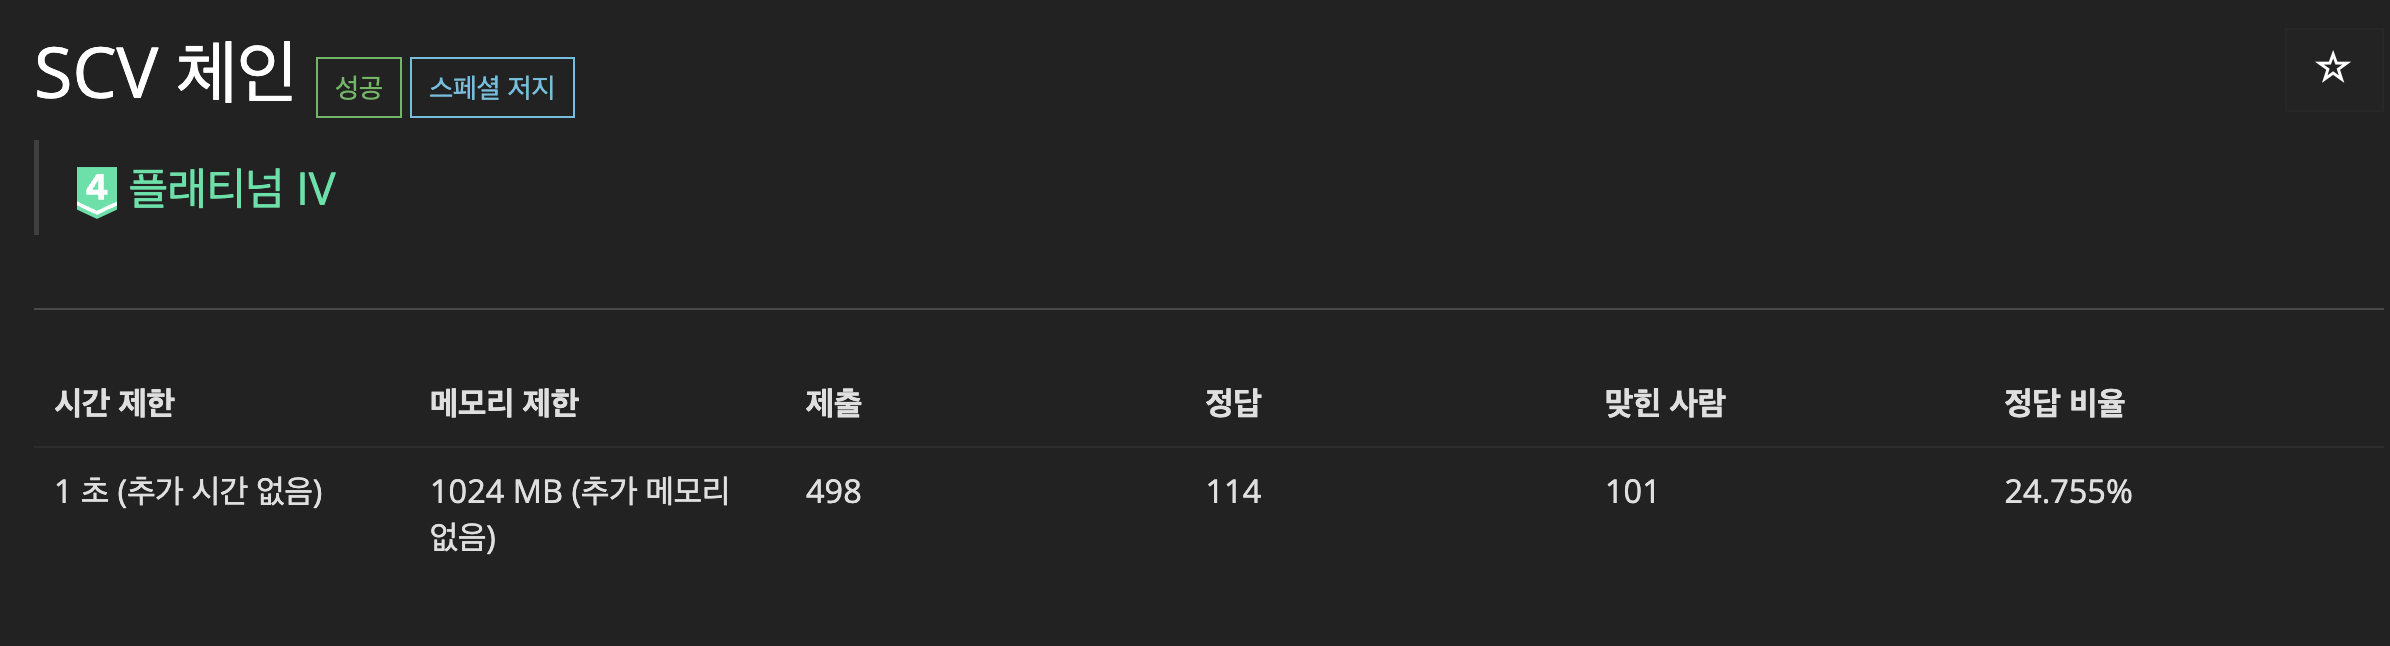 SCV 체인 성공 스페셜 저지
4 플래티넘 IV
시간 제한 메모리 제한 제출 정답 맞힌 사람 정답 비율
1 초 (추가 시간 없음) 1024 MB (추가 메모리 없음) 498 114 101 24.755%